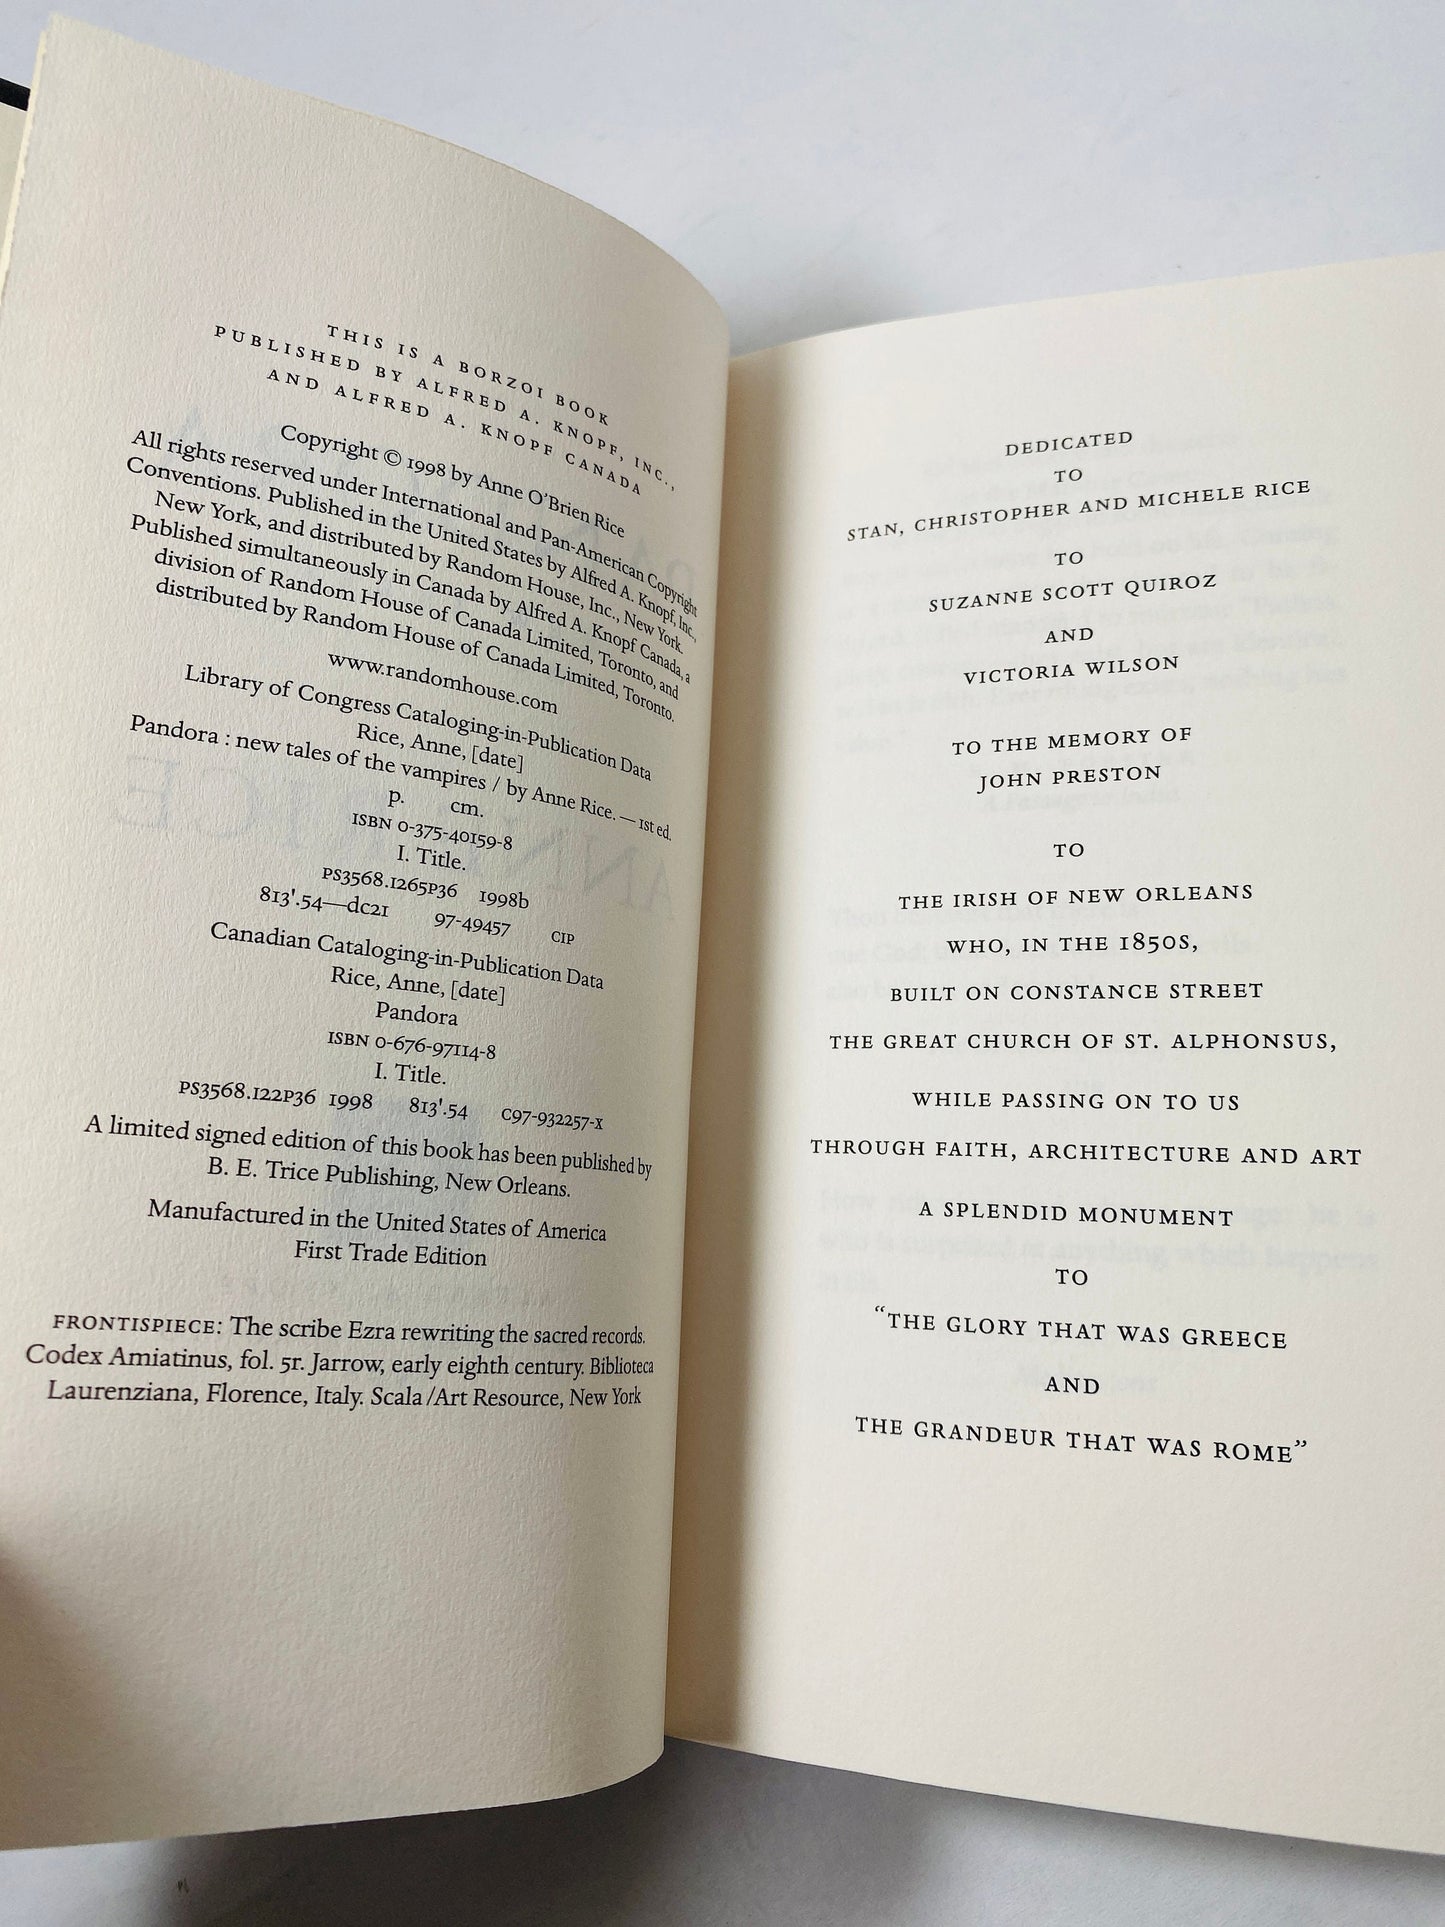 THIS IS A BORZOI BOOK
PUBLISHED BY ALFRED A. KNOPF, INC.,
AND ALFRED A. KNOPF CANADA
Copyright © 1998 by Anne O'Brien Rice
All rights reserved under International and Pan-American Copyright
Conventions. Published in the United States by Alfred A. Knopf, Inc.,
New York, and distributed by Random House, Inc., New York.
Published simultaneously in Canada by Alfred A. Knopf Canada, a
division of Random House of Canada Limited, Toronto, and
distributed by Random House of Canada Limited, Toronto.
www.randomhouse.com
Library of Congress Cataloging-in-Publication Data
Rice, Anne, [date]
Pandora : new tales of the vampires / by Anne Rice. — 1st ed.
p. cm.
ISBN 0-375-40159-8
I. Title.
PS3568.I265P36 1998b
813'.54—dc21 97-49457 CIP
Canadian Cataloging-in-Publication Data
Rice, Anne, [date]
Pandora
ISBN 0-676-97114-8
I. Title.
PS3568.I22P36 1998 813'.54 C97-932257-X
A limited signed edition of this book has been published by
B. E. Trice Publishing, New Orleans.
Manufactured in the United States of America
First Trade Edition
FRONTISPIECE: The scribe Ezra rewriting the sacred records.
Codex Amiatinus, fol. 5r. Jarrow, early eighth century. Biblioteca
Laurenziana, Florence, Italy. Scala/Art Resource, New York
DEDICATED
TO
STAN, CHRISTOPHER AND MICHELE RICE
TO
SUZANNE SCOTT QUIROZ
AND
VICTORIA WILSON
TO THE MEMORY OF
JOHN PRESTON
TO
THE IRISH OF NEW ORLEANS
WHO, IN THE 1850S,
BUILT ON CONSTANCE STREET
THE GREAT CHURCH OF ST. ALPHONSUS,
WHILE PASSING ON TO US
THROUGH FAITH, ARCHITECTURE AND ART
A SPLENDID MONUMENT
TO
"THE GLORY THAT WAS GREECE
AND
THE GRANDEUR THAT WAS ROME"